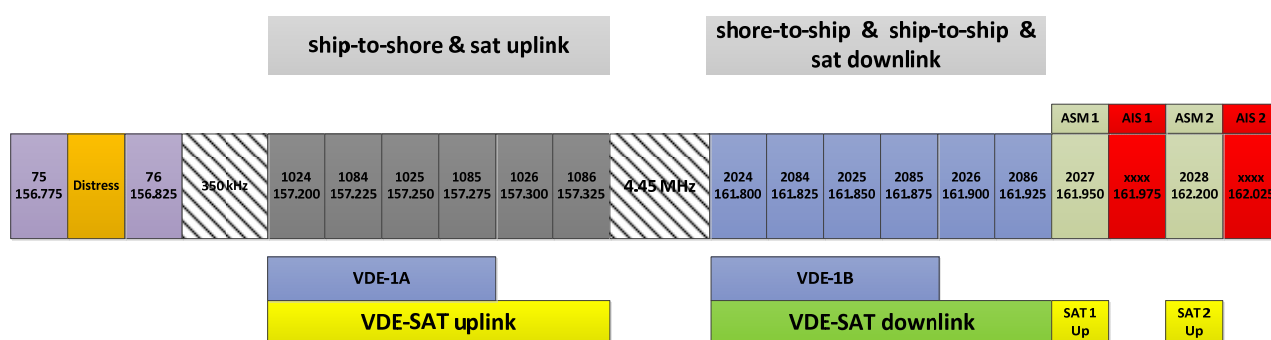 ship-to-shore & sat uplink
shore-to-ship & ship-to-ship &
sat downlink
ASM 1
AIS 1
ASM 2
AIS 2
75
156.775
Distress
76
156.825
350 kHz
1024
157.200
1084
157.225
1025
157.250
1085
157.275
1026
157.300
1086
157.325
4.45 MHz
2024
161.800
2084
161.825
2025
161.850
2085
161.875
2026
161.900
2086
161.925
2027
161.950
xxxx
161.975
2028
162.200
xxxx
162.025
VDE-1A
VDE-1B
VDE-SAT uplink
VDE-SAT downlink
SAT 1
Up
SAT 2
Up